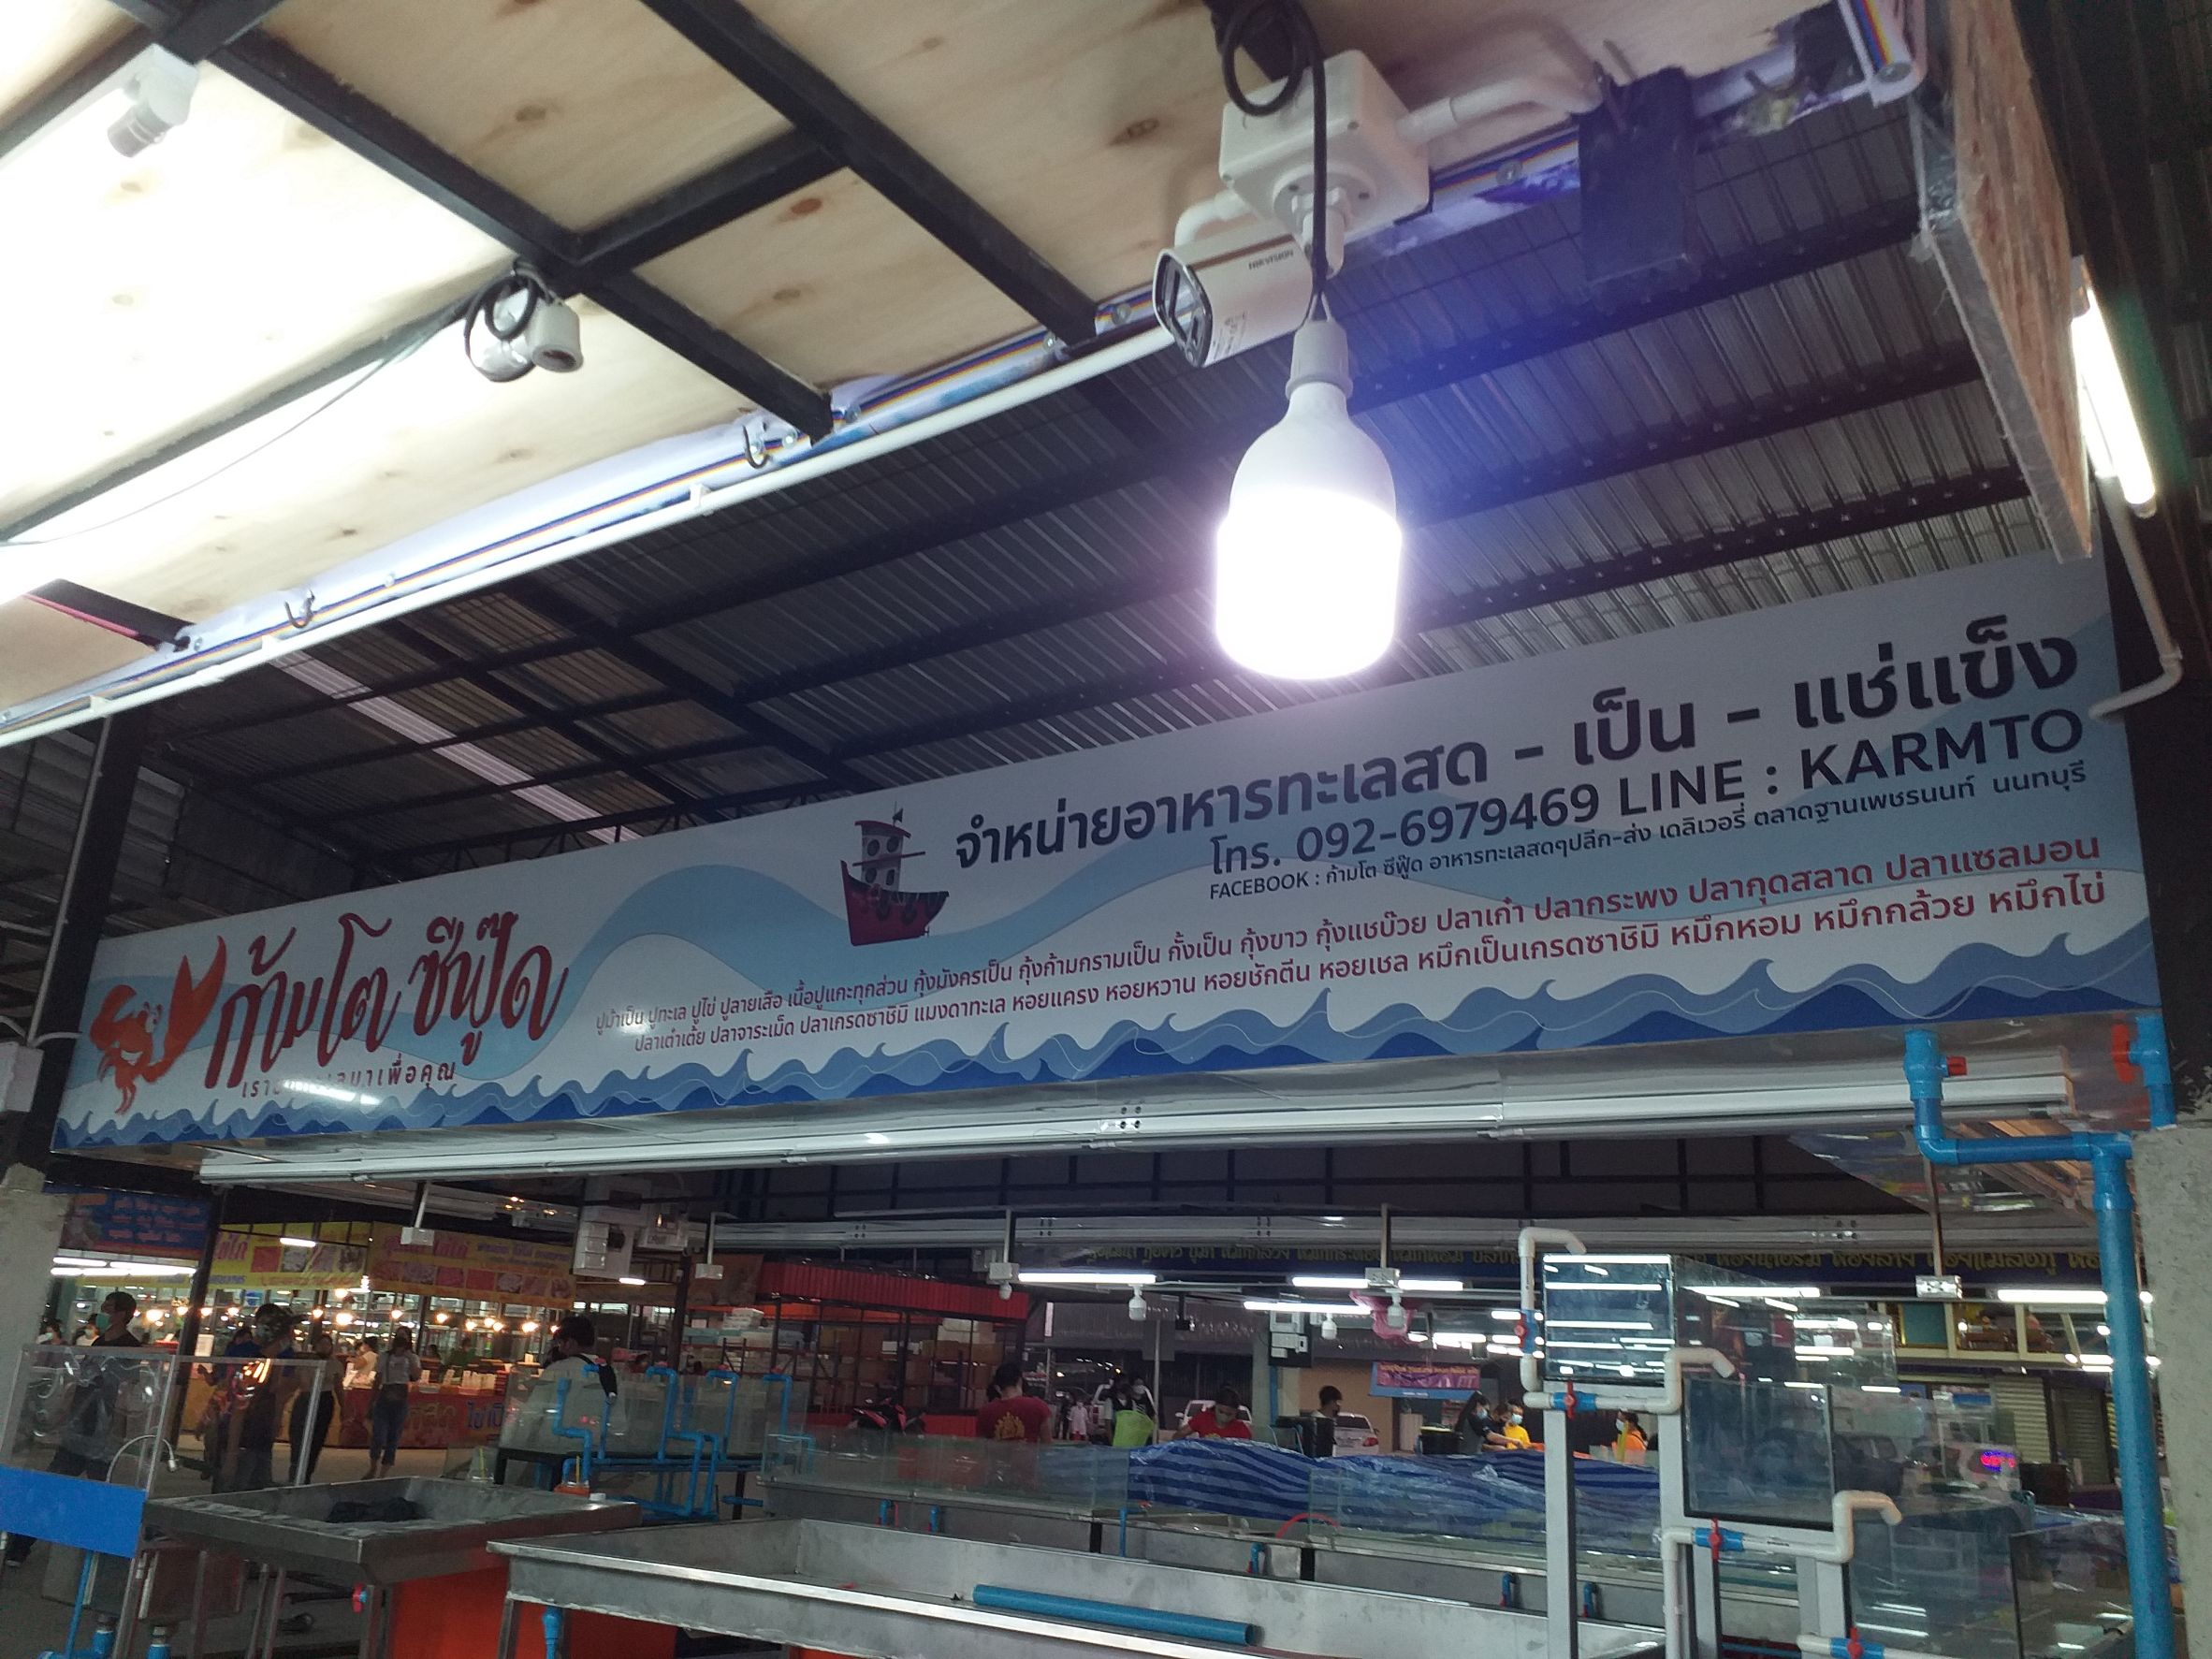 HIKVISION
จำหน่ายอาหารทะเลสด - เป็น - แช่แข็ง
โทร. 092-6979469 LINE : KARMTO
FACEBOOK : ก้ามโต ซีฟู๊ด อาหารทะเลสดๆปลีก-ส่ง เดลิเวอรี่ ตลาดฐานเพชรนนท์ นนทบุรี
ก้ามโต ซีฟู๊ด
มาเพื่อคุณ
ปูม้าเป็น ปูทะเล ปูไข่ ปูลายเสือ เนื้อปูแคะทุกส่วน กุ้งมังครเป็น กุ้งก้ามกรามเป็น กั้งเป็น กุ้งขาว กุ้งแชบ๊วย ปลาเก๋า ปลากระพง ปลากุดสลาด ปลาแซลมอน
ปลาเต๋าเต้ย ปลาจาระเม็ด ปลาเกรดซาชิมิ แมงดาทะเล หอยแครง หอยหวาน หอยชักตีน หอยเชล หมึกเป็นเกรดซาชิมิ หมึกหอม หมึกกล้วย หมึกไข่